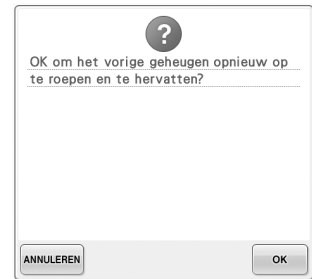 ?
OK om het vorige geheugen opnieuw op
te roepen en te hervatten?
ANNULEREN
OK